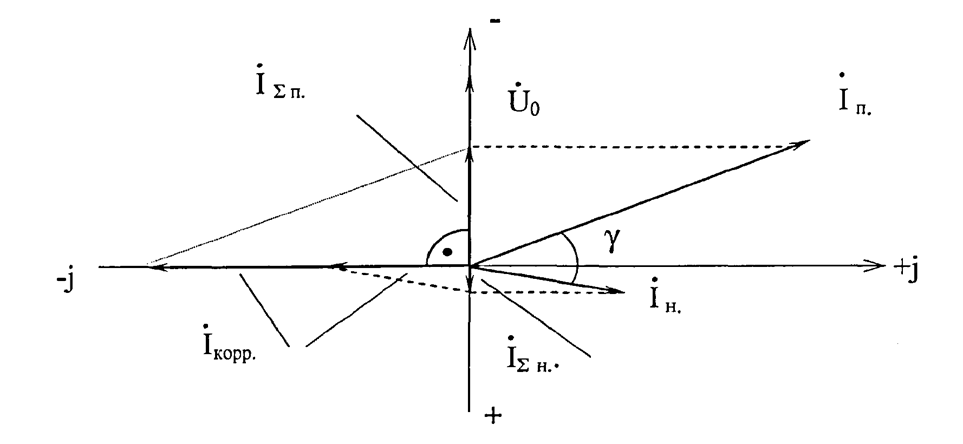 -
İ Σ п.
U̇₀
İ п.
γ
-j
+j
İ н.
İкорр.
İΣ н..
+